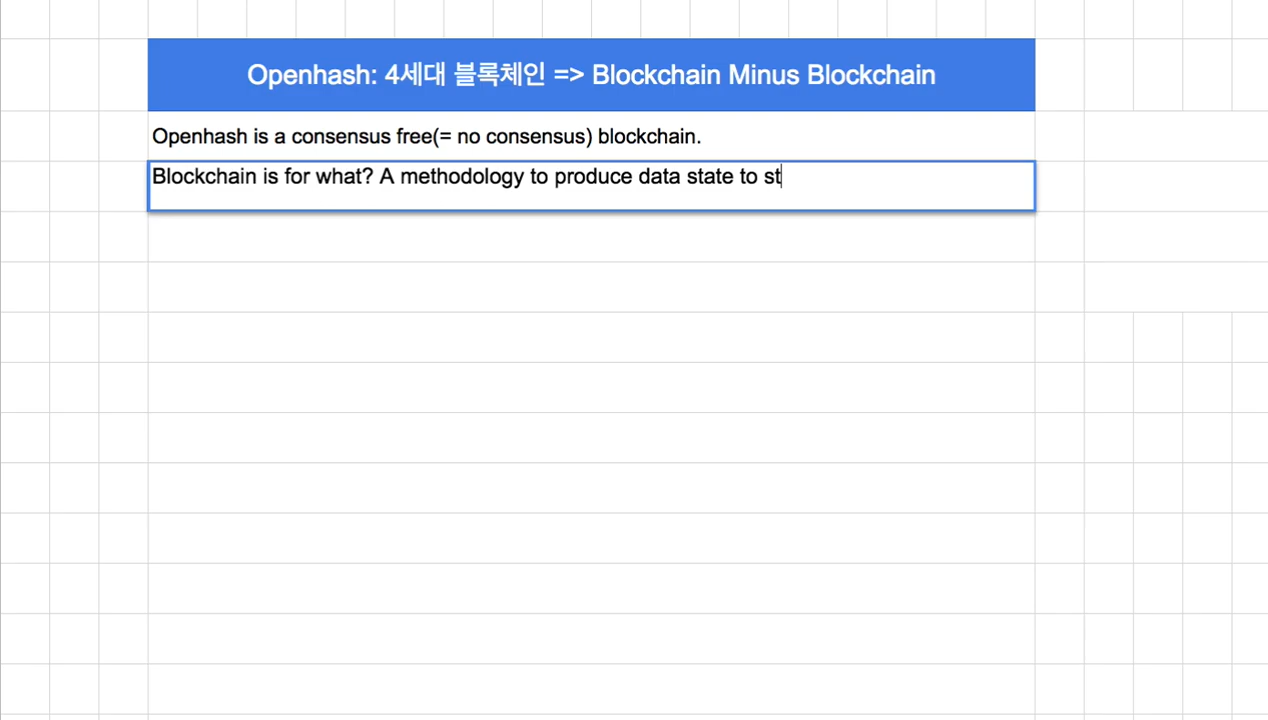 Openhash: 4세대 블록체인 => Blockchain Minus Blockchain
Openhash is a consensus free(= no consensus) blockchain.
Blockchain is for what? A methodology to produce data state to st